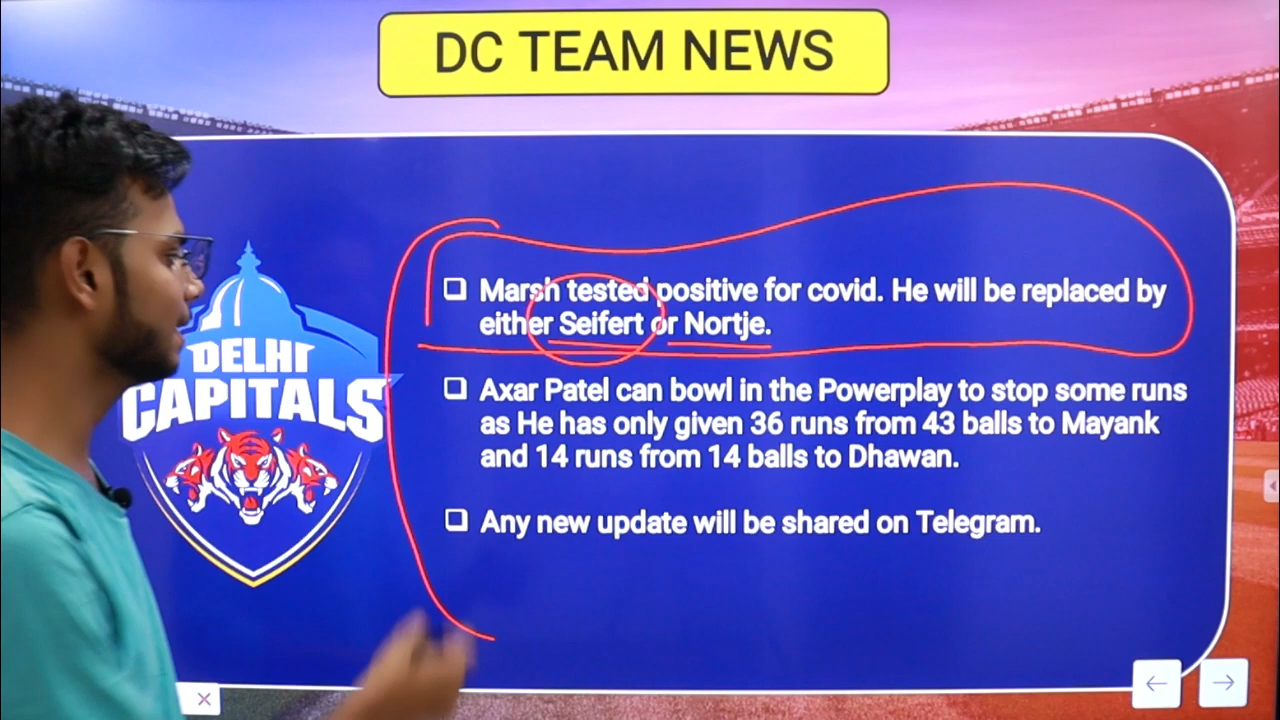 DC TEAM NEWS
Marsh tested positive for covid. He will be replaced by
either Seifert or Nortje.
DELHI
CAPITALS
Axar Patel can bowl in the Powerplay to stop some runs
as He has only given 36 runs from 43 balls to Mayank
and 14 runs from 14 balls to Dhawan.
Any new update will be shared on Telegram.